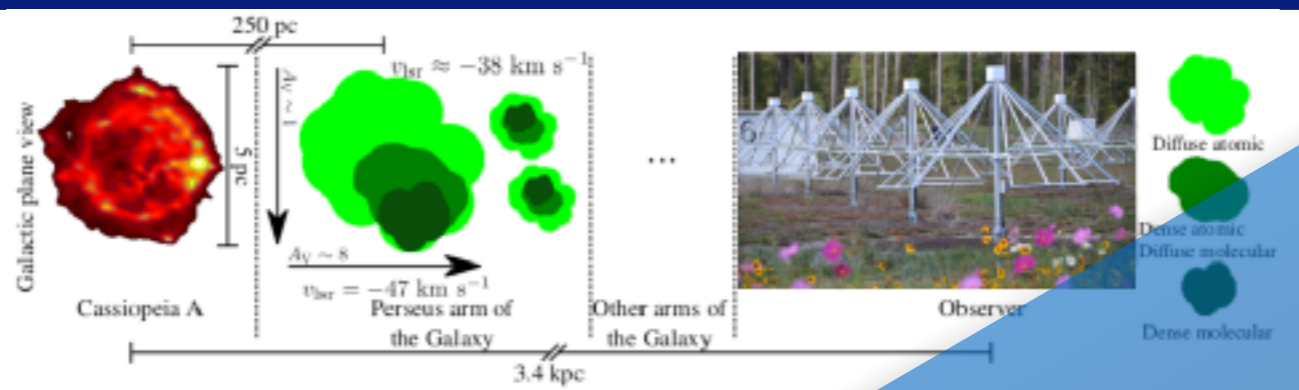 250 pc
v_lsr ≈ −38 km s⁻¹
Galactic plane view
A_V ~ 1
5 pc
...
6
Diffuse atomic
Dense atomic
Diffuse molecular
A_V ~ 8
v_lsr = −47 km s⁻¹
Cassiopeia A
Perseus arm of
the Galaxy
Other arms of
the Galaxy
Observer
Dense molecular
3.4 kpc